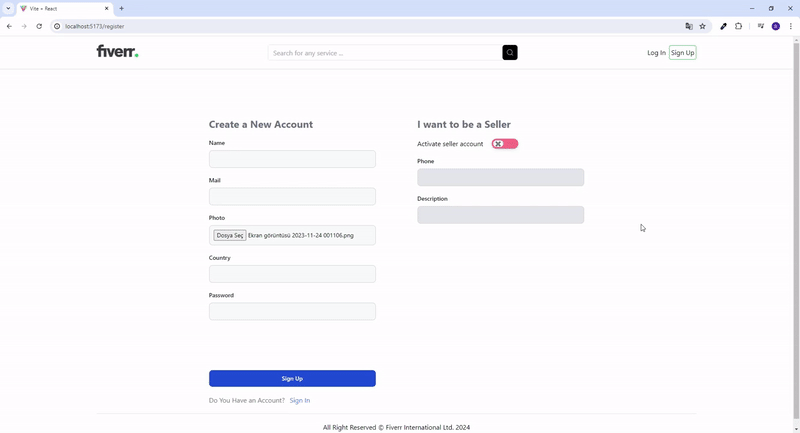 Vite + React
localhost:5173/register
fiverr.
Search for any service ...
Log In
Sign Up
Create a New Account
Name
Mail
Photo
Dosya Seç Ekran görüntüsü 2023-11-24 001106.png
Country
Password
Sign Up
Do You Have an Account? Sign In
I want to be a Seller
Activate seller account
Phone
Description
All Right Reserved © Fiverr International Ltd. 2024